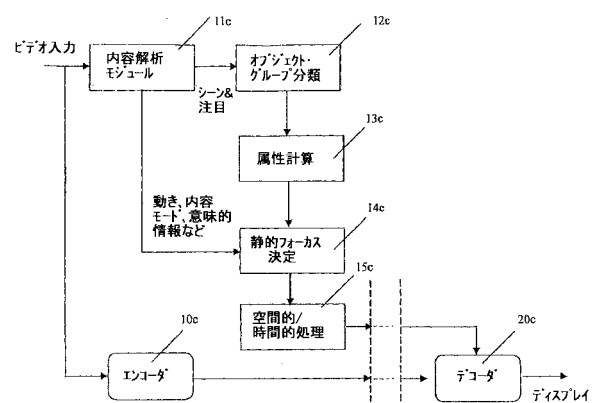 11c
12c
ビデオ入力
内容解析
モジュール
オブジェクト・
グループ分類
シーン&
注目
13c
属性計算
動き、内容
モード、意味的
情報など
14c
静的フォーカス
決定
15c
空間的/
時間的処理
10c
20c
エンコーダ
デコーダ
ディスプレイ